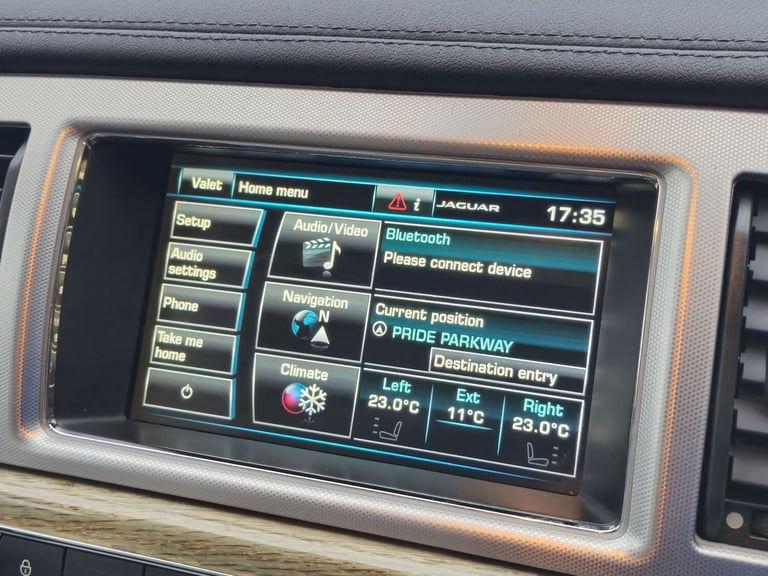 Valet
Home menu
i
JAGUAR
17:35
Setup
Audio
settings
Phone
Take me
home
Audio/Video
Navigation
N
Climate
Bluetooth
Please connect device
Current position
PRIDE PARKWAY
Destination entry
Left
23.0°C
Ext
11°C
Right
23.0°C